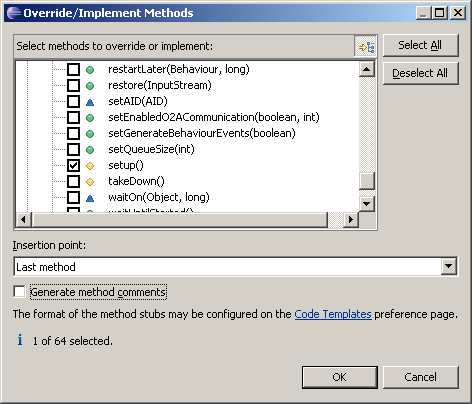 Override/Implement Methods
Select methods to override or implement:
Select All
Deselect All
restartLater(Behaviour, long)
restore(InputStream)
setAID(AID)
setEnabledO2ACommunication(boolean, int)
setGenerateBehaviourEvents(boolean)
setQueueSize(int)
setup()
takeDown()
waitOn(Object, long)
waitUntilStarted()
Insertion point:
Last method
Generate method comments
The format of the method stubs may be configured on the Code Templates preference page.
i 1 of 64 selected.
OK
Cancel